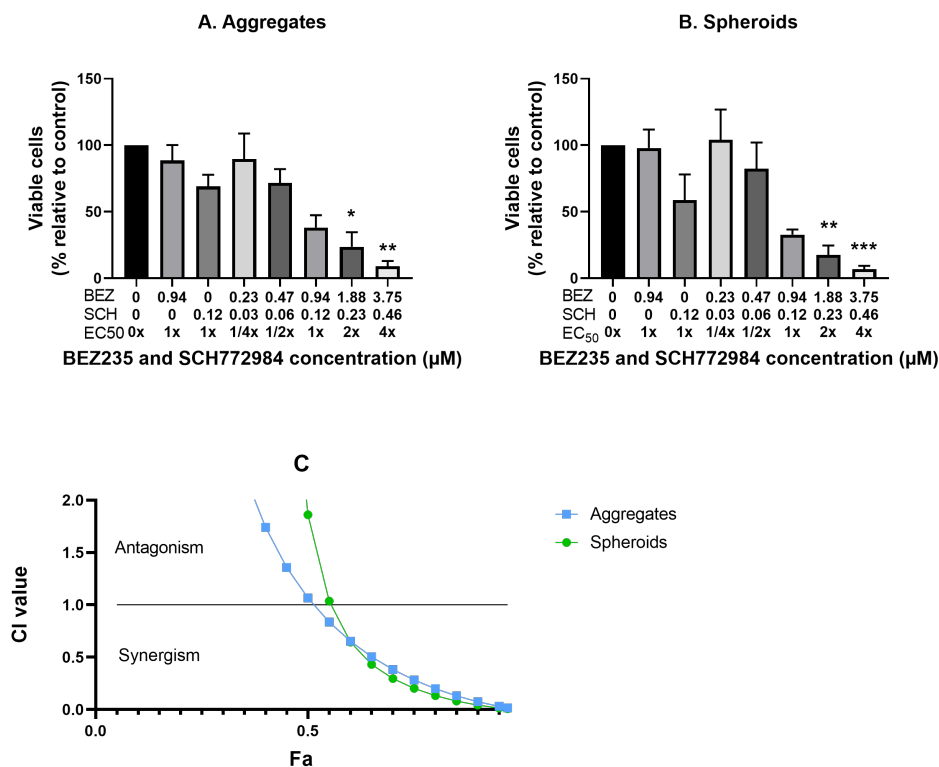 A. Aggregates
Viable cells
(% relative to control)
150
100
50
0
*
**
BEZ 0 0.94 0 0.23 0.47 0.94 1.88 3.75
SCH 0 0 0.12 0.03 0.06 0.12 0.23 0.46
EC50 0x 1x 1x 1/4x 1/2x 1x 2x 4x
BEZ235 and SCH772984 concentration (µM)
B. Spheroids
Viable cells
(% relative to control)
150
100
50
0
**
***
BEZ 0 0.94 0 0.23 0.47 0.94 1.88 3.75
SCH 0 0 0.12 0.03 0.06 0.12 0.23 0.46
EC50 0x 1x 1x 1/4x 1/2x 1x 2x 4x
BEZ235 and SCH772984 concentration (µM)
C
CI value
2.0
1.5
1.0
0.5
0.0
Antagonism
Synergism
0.0 0.5
Fa
Aggregates
Spheroids